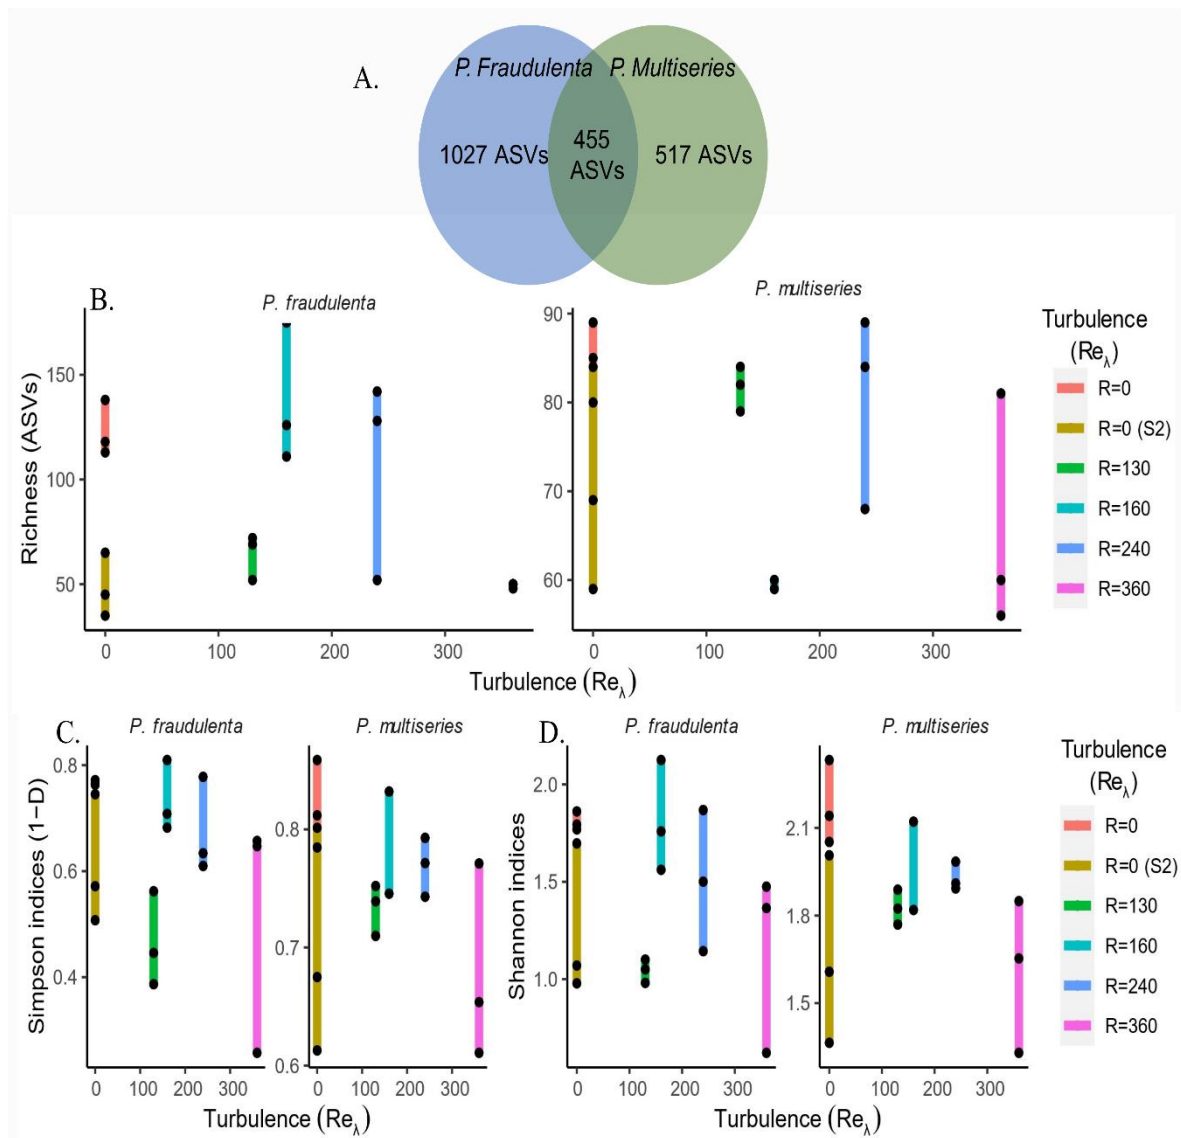 A.
P. Fraudulenta
P. Multiseries
1027 ASVs
455
ASVs
517 ASVs
B.
P. fraudulenta
P. multiseries
Richness (ASVs)
150
100
50
90
80
70
60
0
100
200
300
0
100
200
300
Turbulence (Reλ)
Turbulence
(Reλ)
R=0
R=0 (S2)
R=130
R=160
R=240
R=360
C.
P. fraudulenta
P. multiseries
Simpson indices (1−D)
0.8
0.6
0.4
0.8
0.7
0.6
0
100
200
300
0
100
200
300
Turbulence (Reλ)
D.
P. fraudulenta
P. multiseries
Shannon indices
2.0
1.5
1.0
2.1
1.8
1.5
0
100
200
300
0
100
200
300
Turbulence (Reλ)
Turbulence
(Reλ)
R=0
R=0 (S2)
R=130
R=160
R=240
R=360